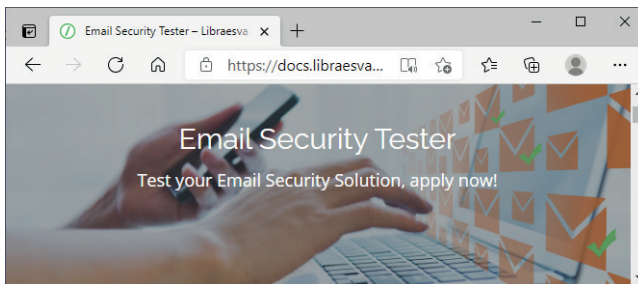 Email Security Tester – Libraesva
https://docs.libraesva...
Email Security Tester
Test your Email Security Solution, apply now!